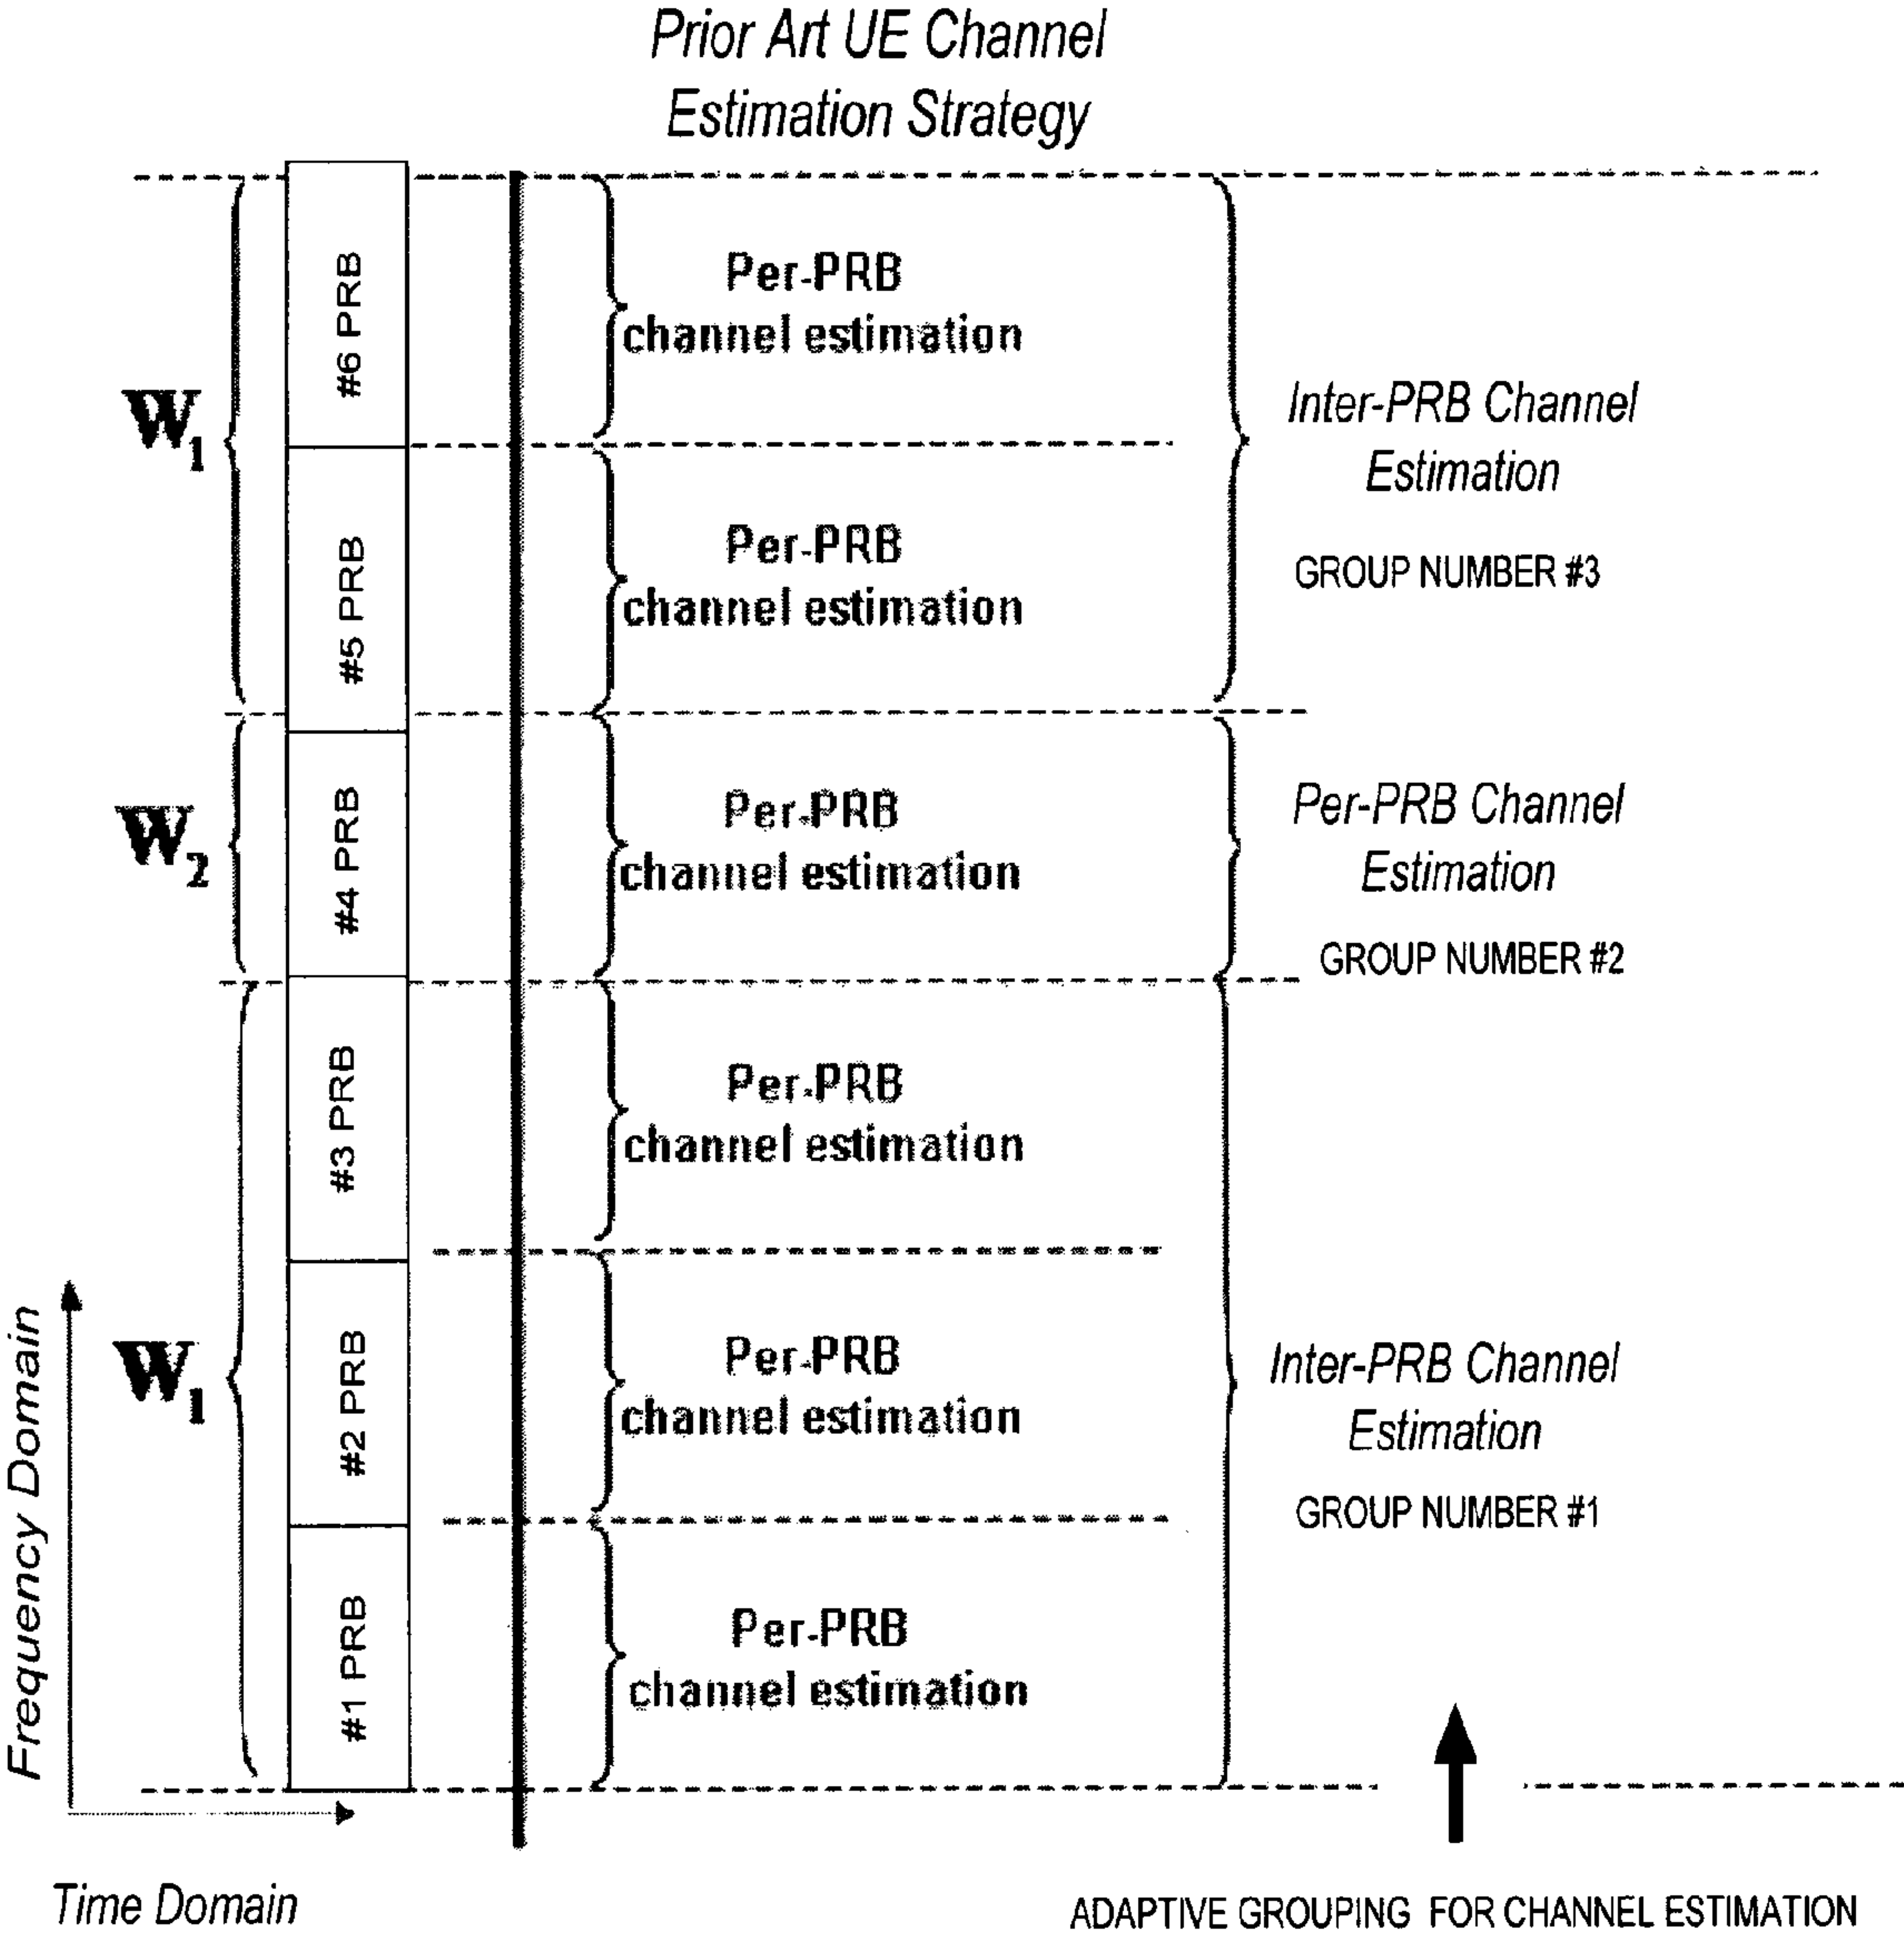 Prior Art UE Channel
Estimation Strategy
W1
#6 PRB
Per-PRB
channel estimation
Inter-PRB Channel
Estimation
GROUP NUMBER #3
#5 PRB
Per-PRB
channel estimation
W2
#4 PRB
Per-PRB
channel estimation
Per-PRB Channel
Estimation
GROUP NUMBER #2
#3 PRB
Per-PRB
channel estimation
W1
#2 PRB
Per-PRB
channel estimation
Inter-PRB Channel
Estimation
GROUP NUMBER #1
#1 PRB
Per-PRB
channel estimation
Frequency Domain
Time Domain
ADAPTIVE GROUPING FOR CHANNEL ESTIMATION